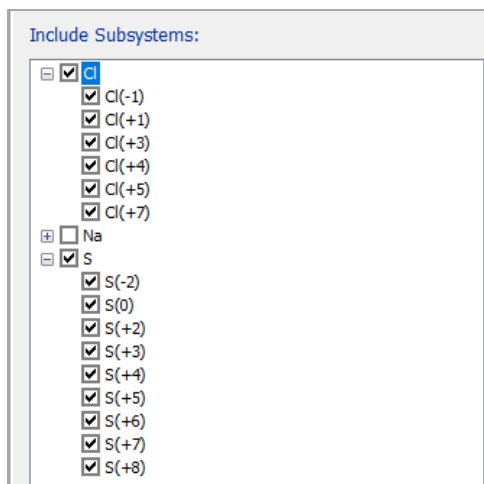 Include Subsystems:
Cl
Cl(-1)
Cl(+1)
Cl(+3)
Cl(+4)
Cl(+5)
Cl(+7)
Na
S
S(-2)
S(0)
S(+2)
S(+3)
S(+4)
S(+5)
S(+6)
S(+7)
S(+8)